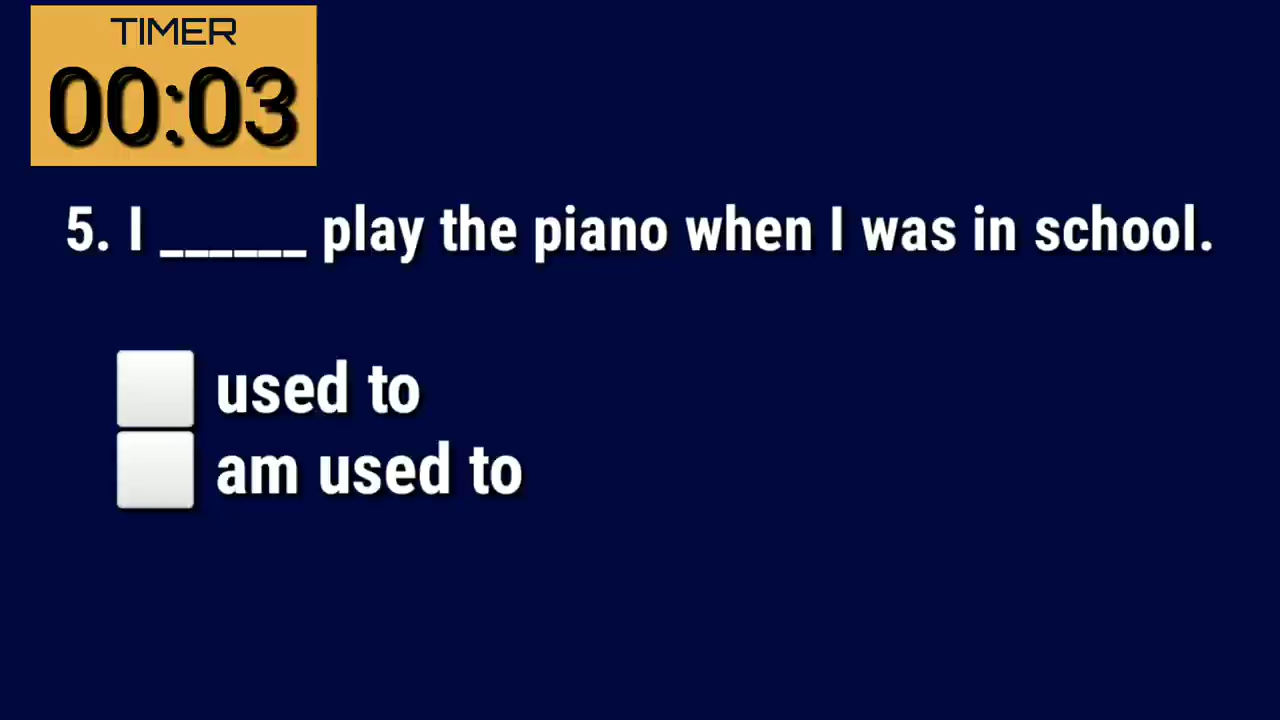 TIMER
00:03
5. I ______ play the piano when I was in school.
used to
am used to